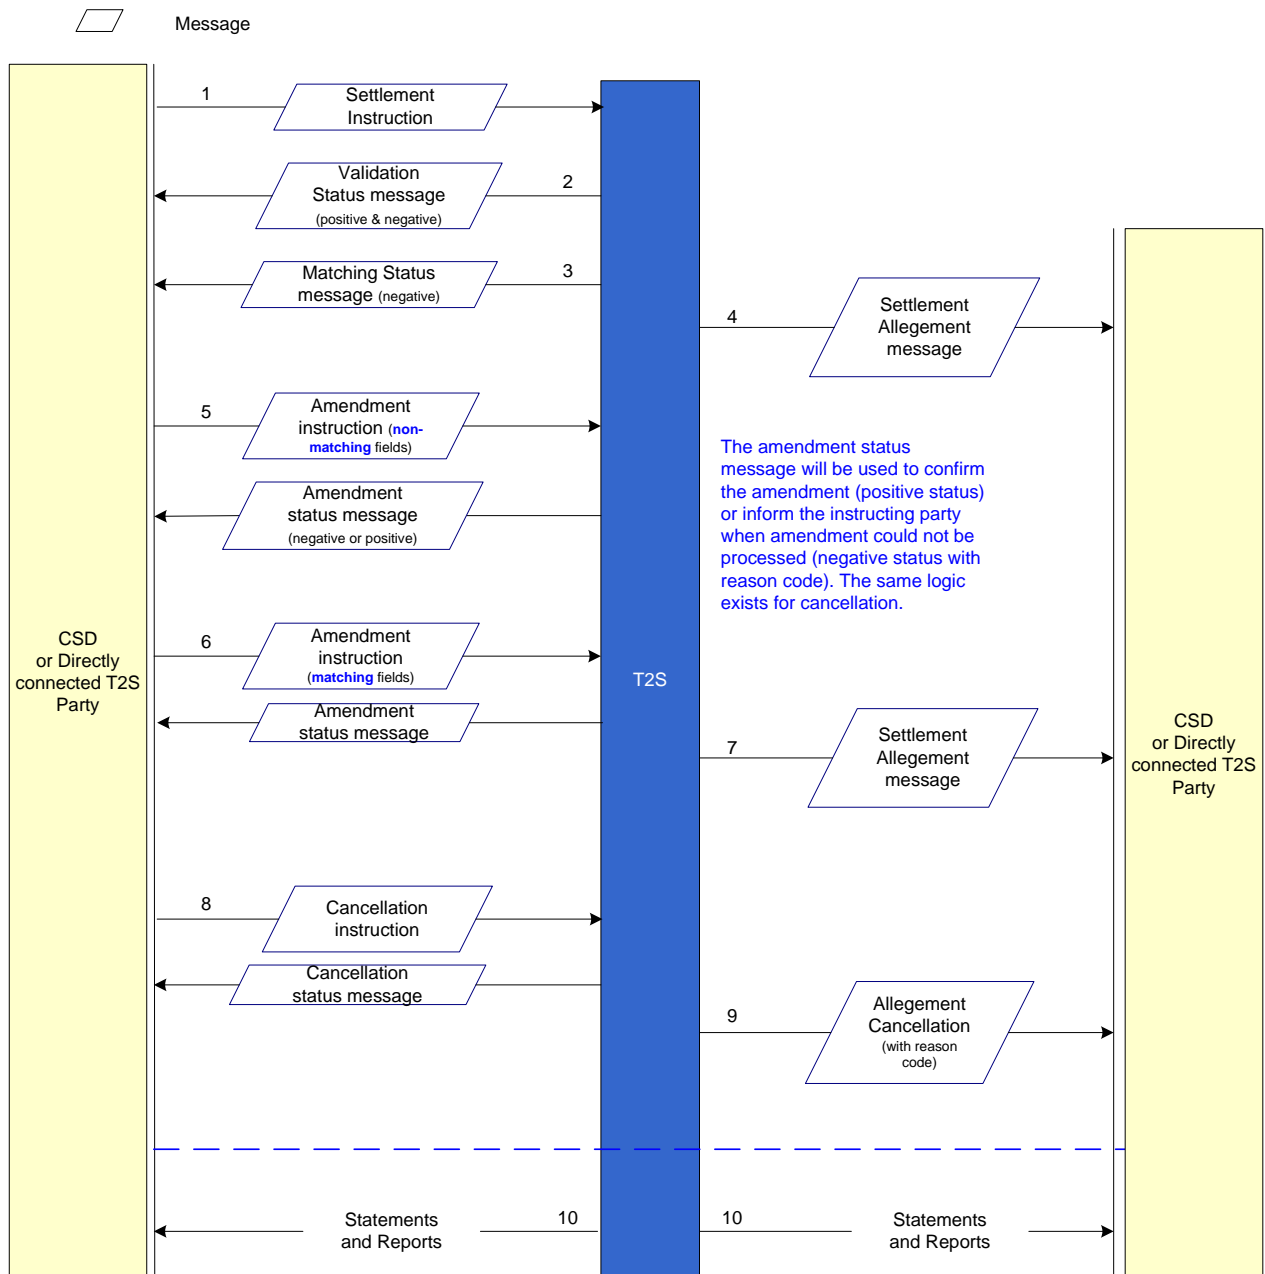 Message
1
Settlement
Instruction
Validation
Status message
(positive & negative)
2
Matching Status
message (negative)
3
4
Settlement
Allegement
message
5
Amendment
instruction (non-
matching fields)
Amendment
status message
(negative or positive)
The amendment status
message will be used to confirm
the amendment (positive status)
or inform the instructing party
when amendment could not be
processed (negative status with
reason code). The same logic
exists for cancellation.
CSD
or Directly
connected T2S
Party
6
Amendment
instruction
(matching fields)
Amendment
status message
T2S
7
Settlement
Allegement
message
CSD
or Directly
connected T2S
Party
8
Cancellation
instruction
Cancellation
status message
9
Allegement
Cancellation
(with reason
code)
Statements
and Reports
10
10
Statements
and Reports